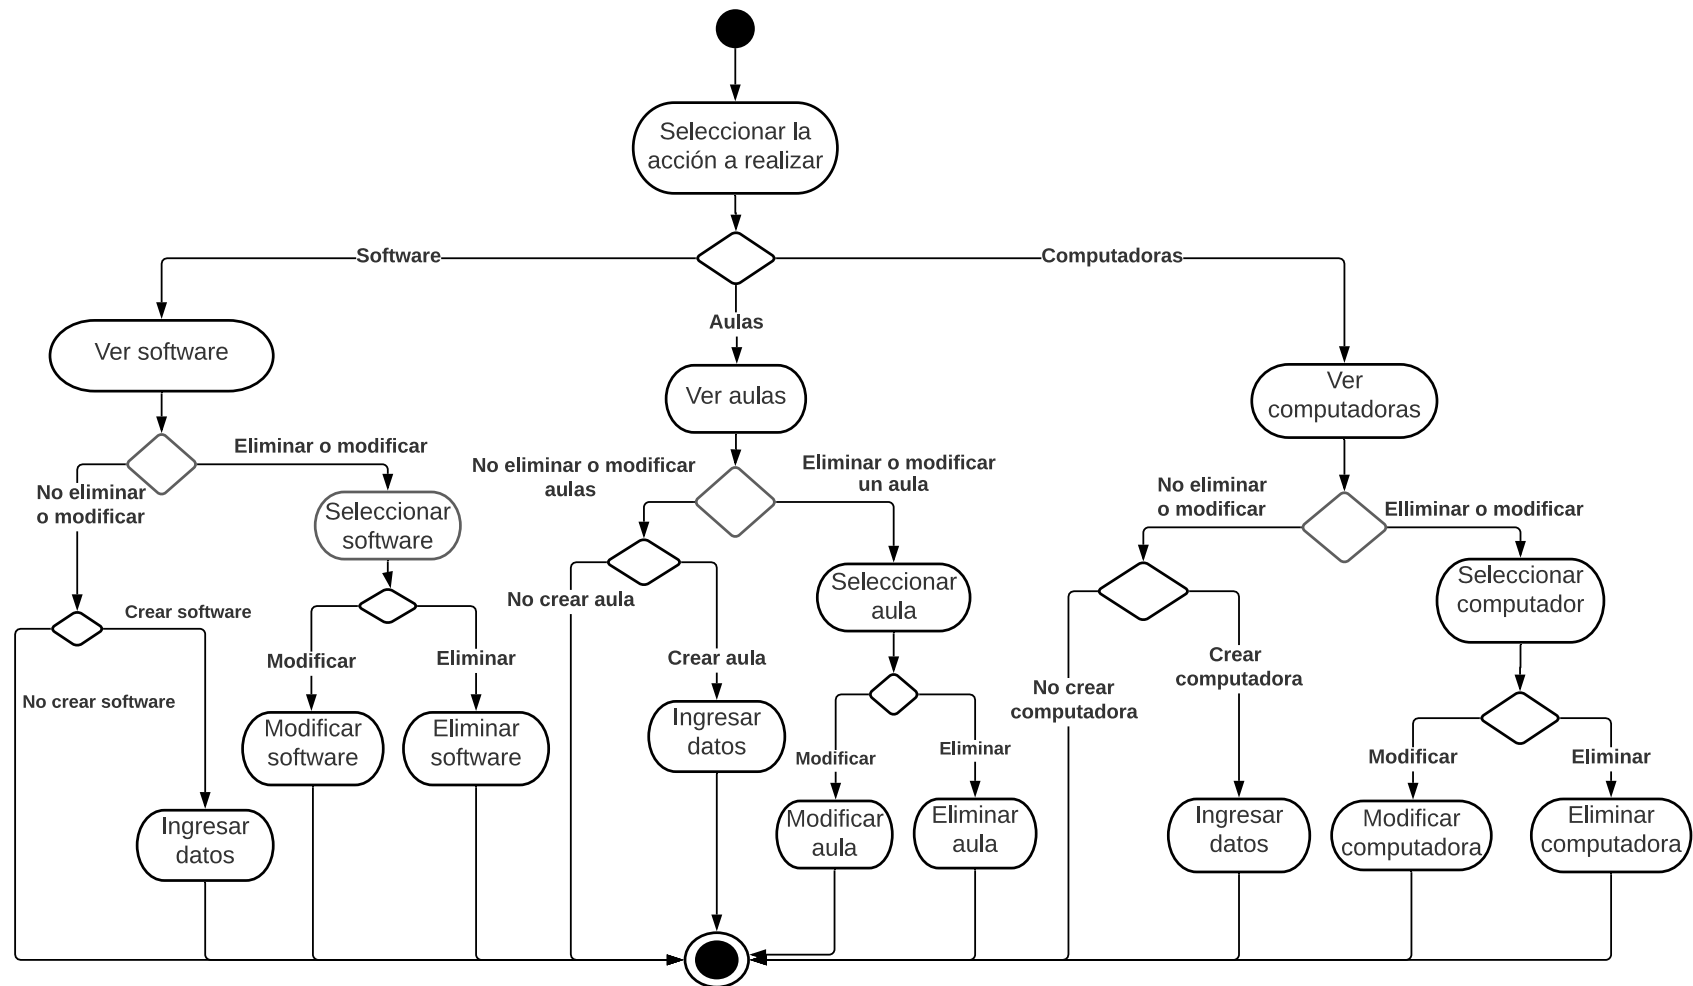 Seleccionar la
acción a realizar
Software
Computadoras
Aulas
Ver software
Ver aulas
Ver
computadoras
Eliminar o modificar
No eliminar
o modificar
Seleccionar
software
No eliminar o modificar
aulas
Eliminar o modificar
un aula
No eliminar
o modificar
Elliminar o modificar
Crear software
No crear software
Modificar
Eliminar
Modificar
software
Eliminar
software
Ingresar
datos
No crear aula
Crear aula
Ingresar
datos
Seleccionar
aula
Modificar
Eliminar
Modificar
aula
Eliminar
aula
No crear
computadora
Crear
computadora
Ingresar
datos
Seleccionar
computador
Modificar
Eliminar
Modificar
computadora
Eliminar
computadora